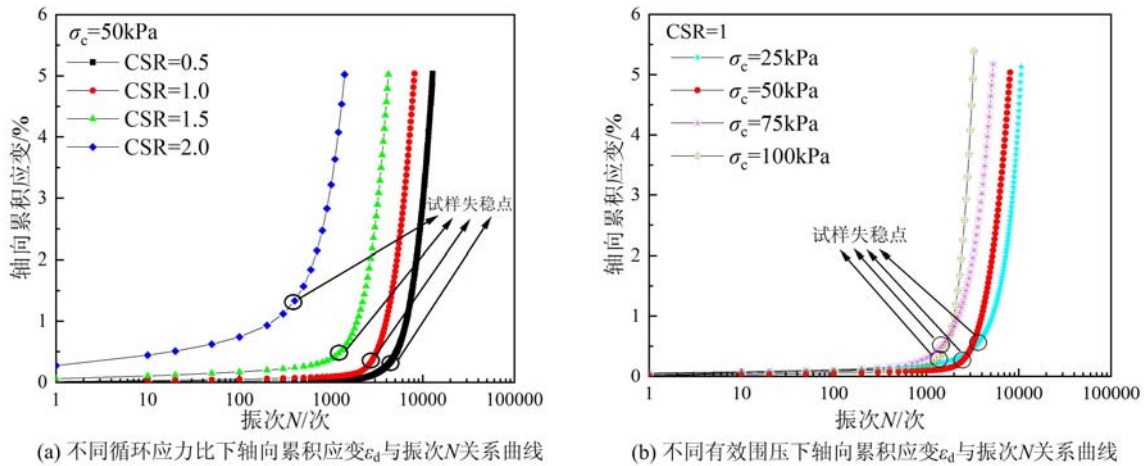 σc=50kPa
CSR=0.5
CSR=1.0
CSR=1.5
CSR=2.0
试样失稳点
轴向累积应变/%
0
1
2
3
4
5
6
1
10
100
1000
10000
100000
振次N/次
(a) 不同循环应力比下轴向累积应变εd与振次N关系曲线
CSR=1
σc=25kPa
σc=50kPa
σc=75kPa
σc=100kPa
试样失稳点
轴向累积应变/%
0
1
2
3
4
5
6
1
10
100
1000
10000
100000
振次N/次
(b) 不同有效围压下轴向累积应变εd与振次N关系曲线